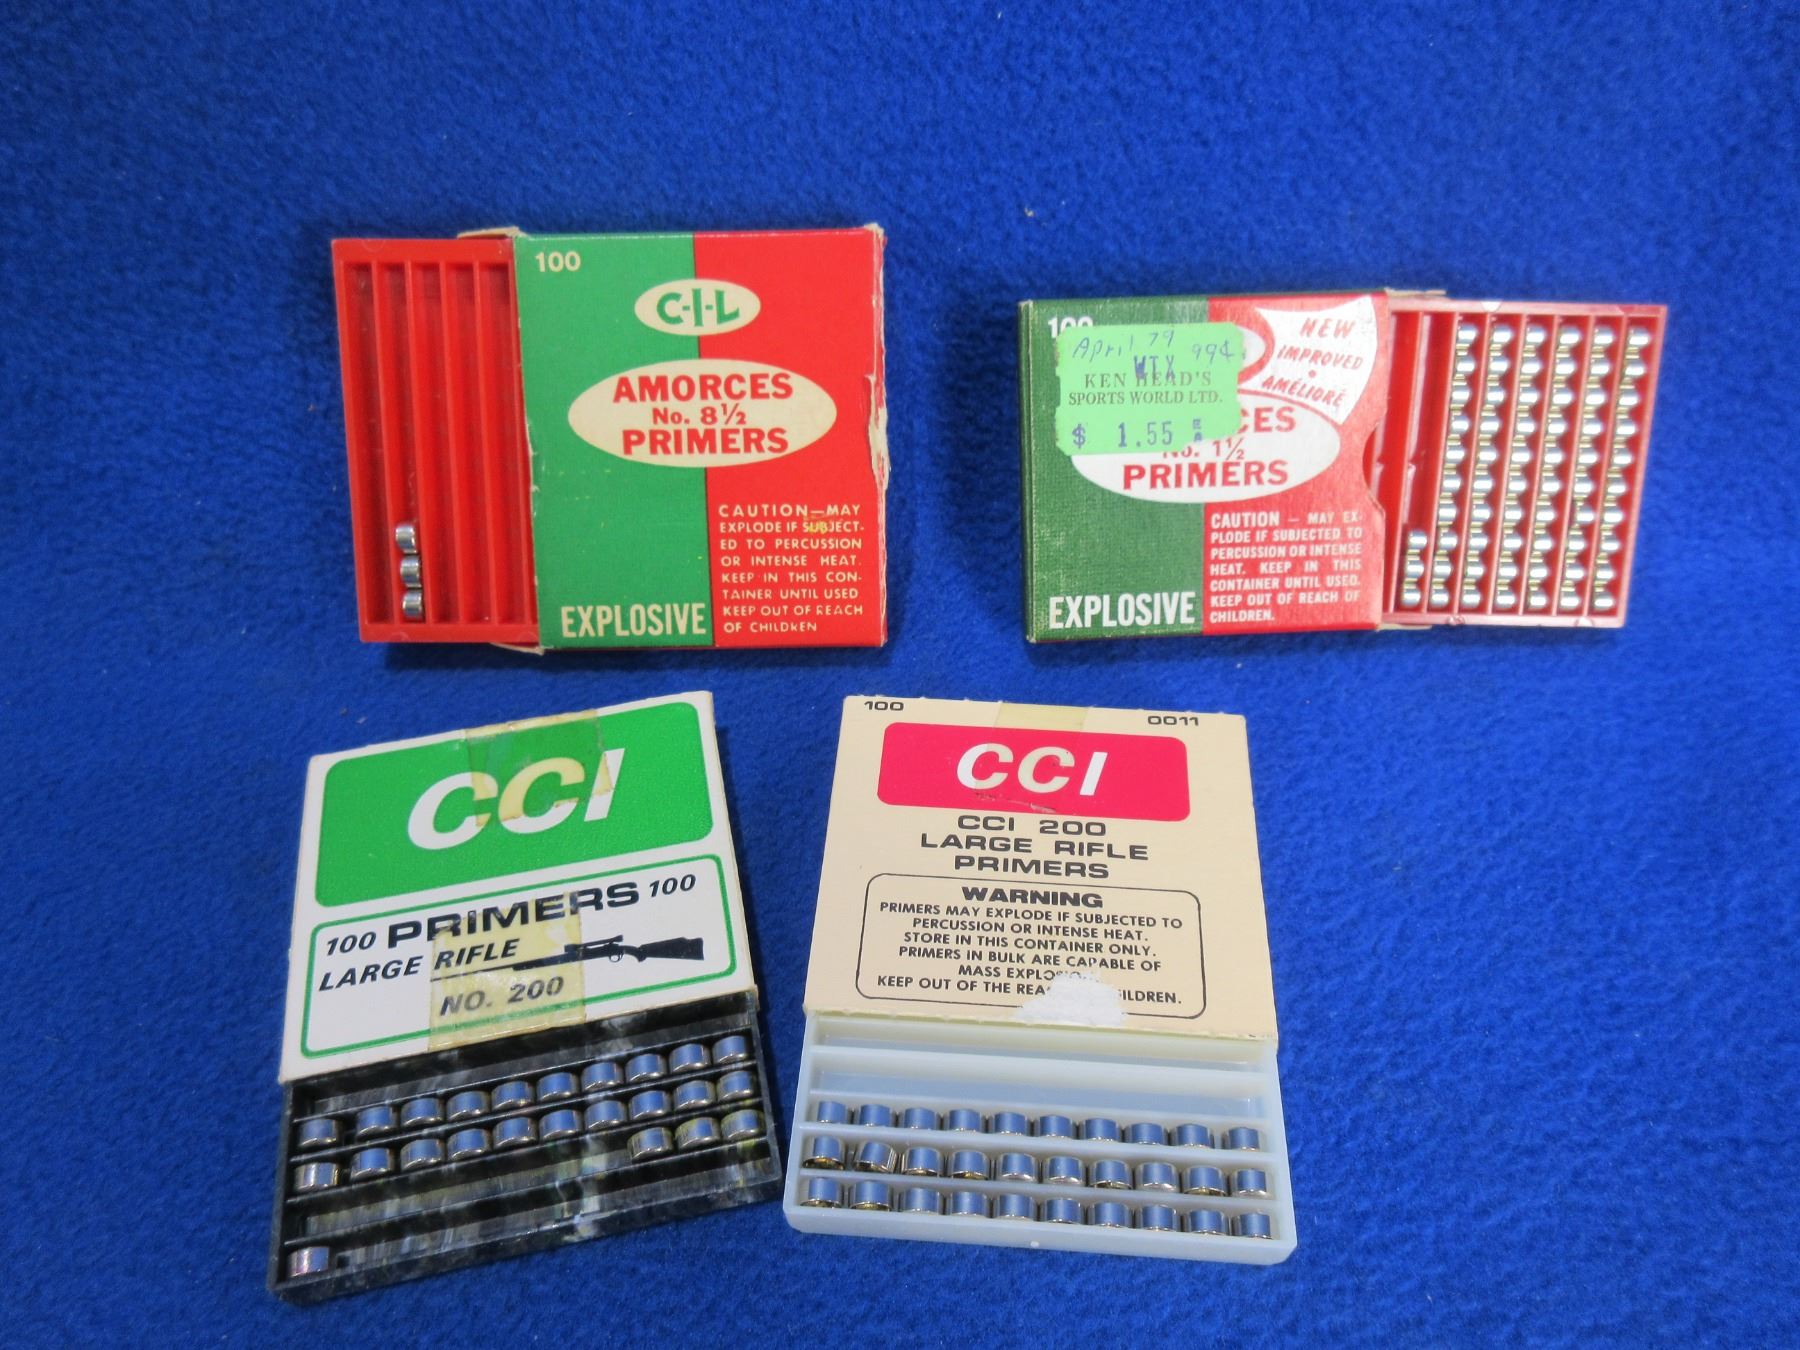 100
C-I-L
AMORCES
No. 8½
PRIMERS
CAUTION—MAY
EXPLODE IF SUBJECT-
ED TO PERCUSSION
OR INTENSE HEAT.
KEEP IN THIS CON-
TAINER UNTIL USED
KEEP OUT OF REACH
OF CHILDREN
EXPLOSIVE
100
April 79 99¢
WTX
KEN HEAD'S
SPORTS WORLD LTD.
$ 1.55 EA
NEW
IMPROVED
•
AMÉLIORÉ
CES
No. 1½
PRIMERS
CAUTION — MAY EX-
PLODE IF SUBJECTED TO
PERCUSSION OR INTENSE
HEAT. KEEP IN THIS
CONTAINER UNTIL USED.
KEEP OUT OF REACH OF
CHILDREN.
EXPLOSIVE
CCI
100 PRIMERS 100
LARGE RIFLE
NO. 200
100 0011
CCI
CCI 200
LARGE RIFLE
PRIMERS
WARNING
PRIMERS MAY EXPLODE IF SUBJECTED TO
PERCUSSION OR INTENSE HEAT.
STORE IN THIS CONTAINER ONLY.
PRIMERS IN BULK ARE CAPABLE OF
MASS EXPLOSION.
KEEP OUT OF THE REA ILDREN.